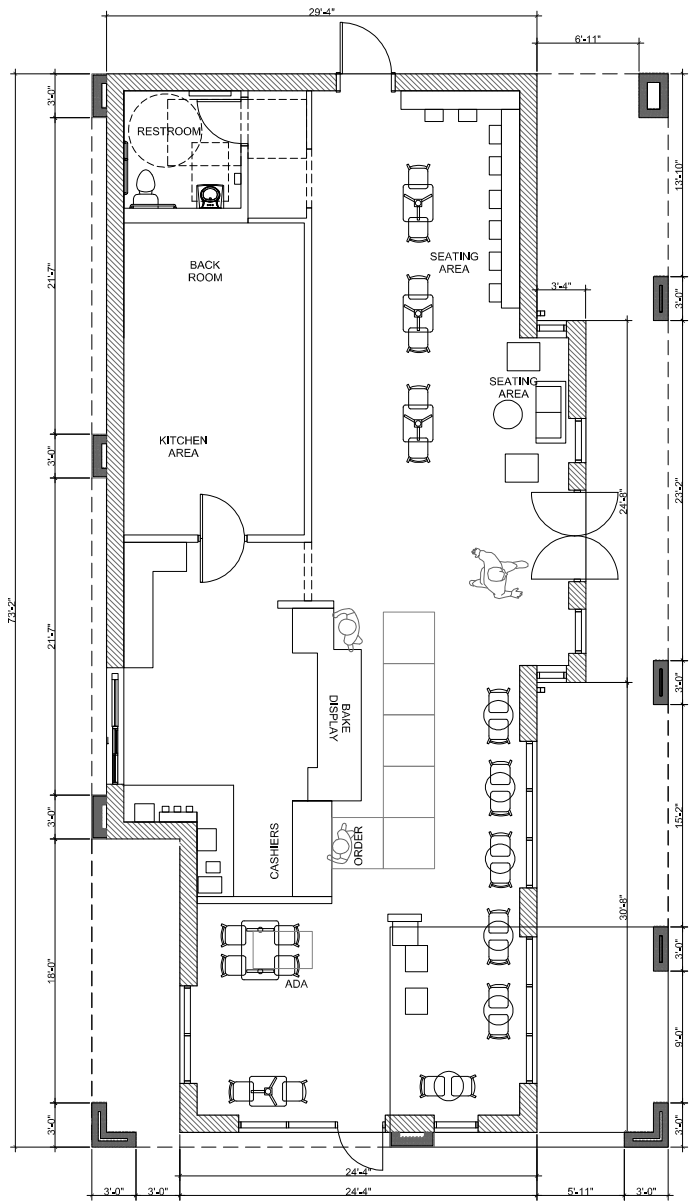 29'-4"
6'-11"
3'-0"
13'-10"
RESTROOM
SEATING
AREA
BACK
ROOM
3'-4"
3'-0"
21'-7"
SEATING
AREA
KITCHEN
AREA
3'-0"
24'-8"
23'-2"
73'-2"
21'-7"
BAKE
DISPLAY
3'-0"
3'-0"
15'-2"
CASHIERS
ORDER
30'-8"
3'-0"
18'-0"
ADA
9'-0"
3'-0"
3'-0"
24'-4"
3'-0"
3'-0"
24'-4"
5'-11"
3'-0"